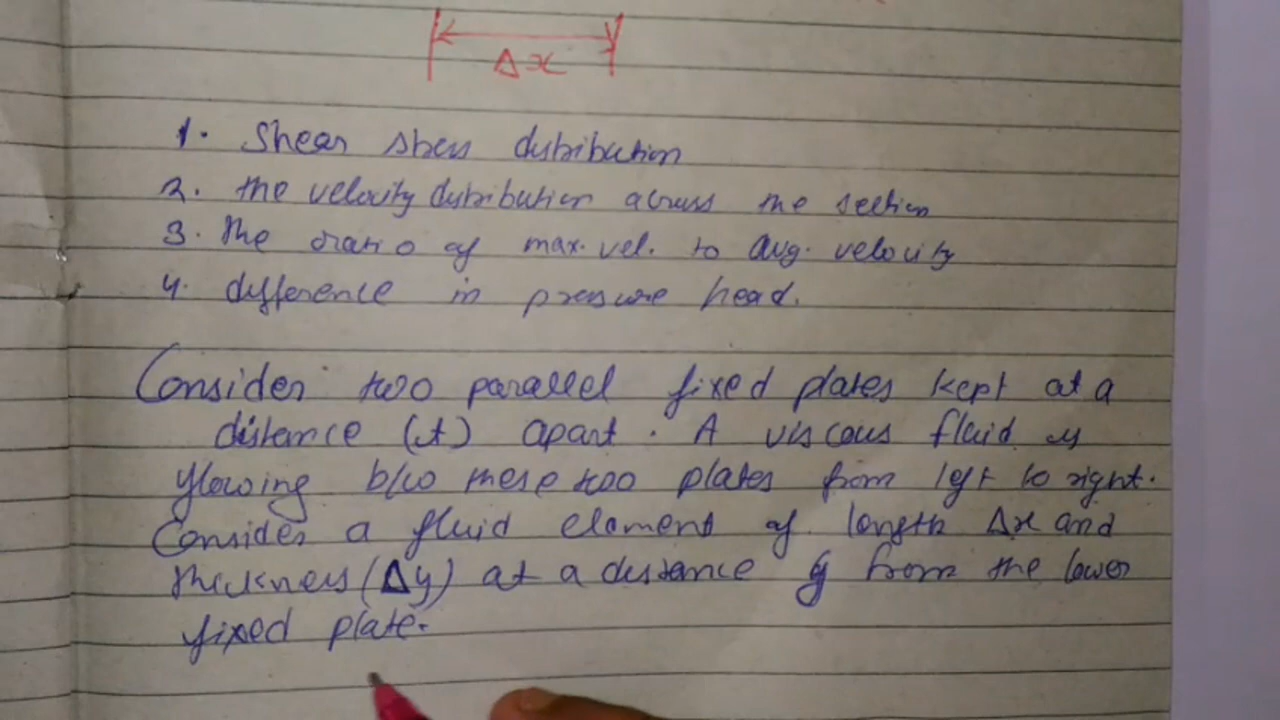 Δx
1. Shear stress distribution
2. the velocity distribution across the section
3. the ratio of max. vel. to avg. velocity
4. difference in pressure head.
Consider two parallel fixed plates kept at a
distance (t) apart. A viscous fluid is
flowing b/w these two plates from left to right.
Consider a fluid element of length Δx and
thickness (Δy) at a distance y from the lower
fixed plate.